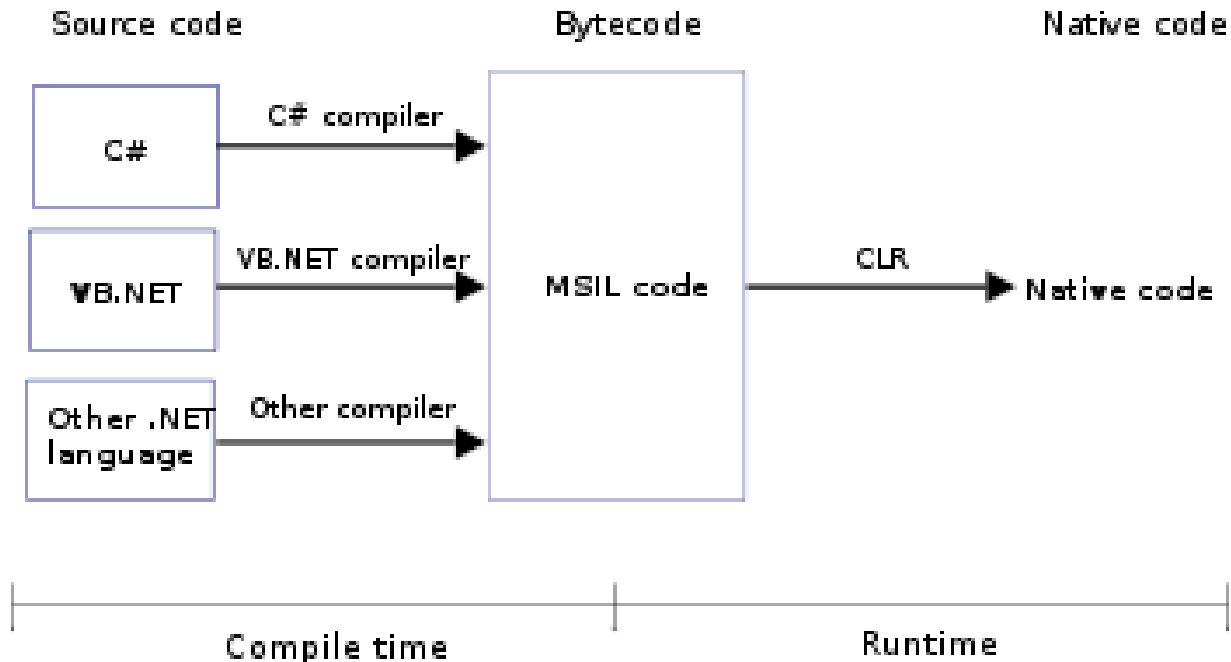 Source code
Bytecode
Native code
C#
C# compiler
VB.NET
VB.NET compiler
Other .NET
language
Other compiler
MSIL code
CLR
Native code
Compile time
Runtime